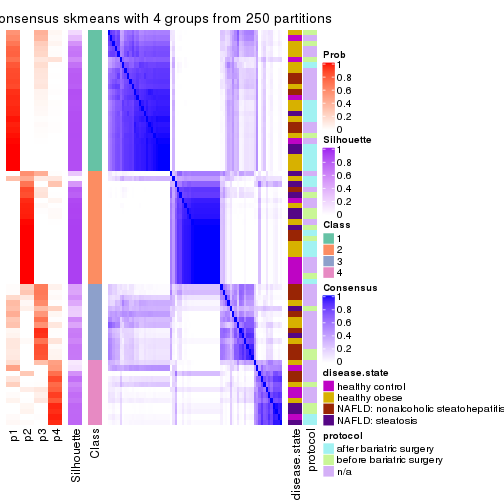 onsensus skmeans with 4 groups from 250 partitions
Prob
1
0.8
0.6
0.4
0.2
0
Silhouette
1
0.8
0.6
0.4
0.2
0
Class
1
2
3
4
Consensus
1
0.8
0.6
0.4
0.2
0
disease.state
healthy control
healthy obese
NAFLD: nonalcoholic steatohepatitis
NAFLD: steatosis
protocol
after bariatric surgery
before bariatric surgery
n/a
p1
p2
p3
p4
Silhouette
Class
disease.state
protocol